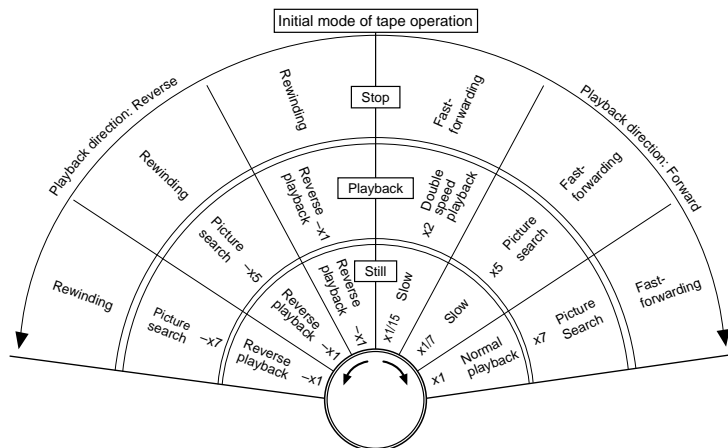 Initial mode of tape operation
Playback direction: Reverse
Playback direction: Forward
Stop
Rewinding
Rewinding
Rewinding
Fast-
forwarding
Fast-
forwarding
Fast-
forwarding
Playback
Picture
search
–x7
Picture
search
–x5
Reverse
playback
–x1
x2
Double
speed
playback
x5
Picture
search
x7
Picture
Search
Still
Reverse
playback
–x1
Reverse
playback
–x1
Reverse
playback
–x1
x1/15
Slow
x1/7
Slow
x1
Normal
playback